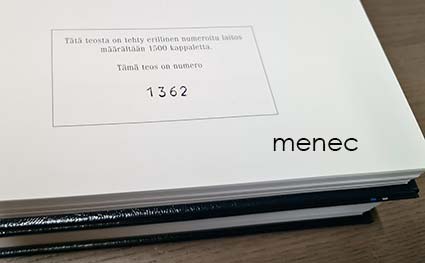 Tätä teosta on tehty erillinen numeroitu laitos
määrältään 1500 kappaletta.
Tämä teos on numero
1362
menec